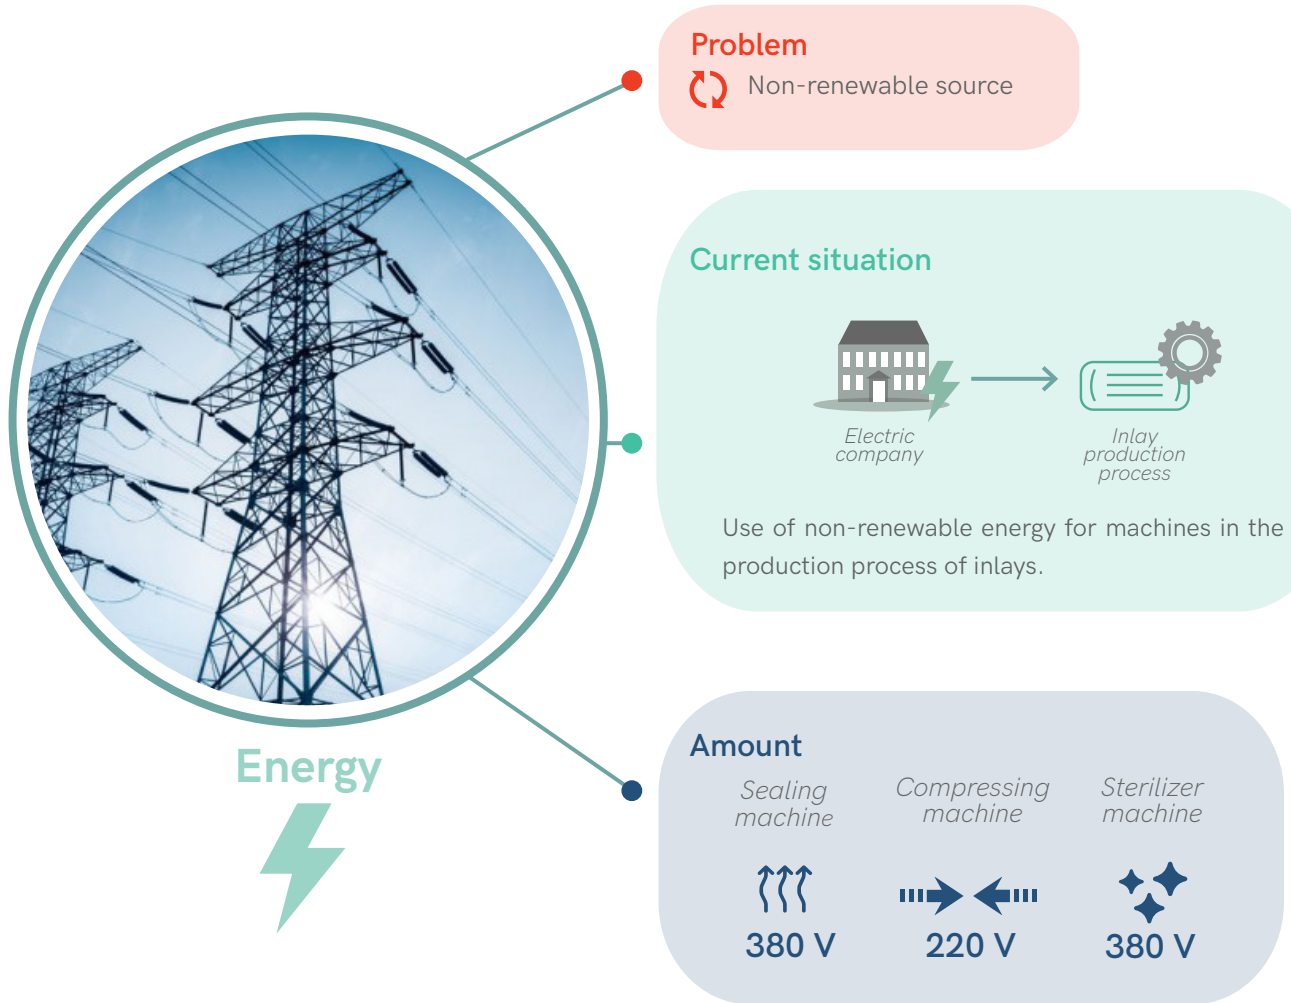 Problem
Non-renewable source
Current situation
Electric
company
Inlay
production
process
Use of non-renewable energy for machines in the
production process of inlays.
Energy
Amount
Sealing
machine
Compressing
machine
Sterilizer
machine
380 V
220 V
380 V